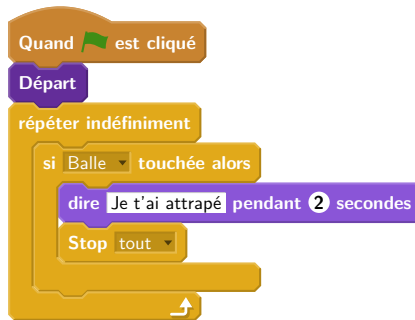 Quand est cliqué
Départ
répéter indéfiniment
si Balle touchée alors
dire Je t'ai attrapé pendant 2 secondes
Stop tout